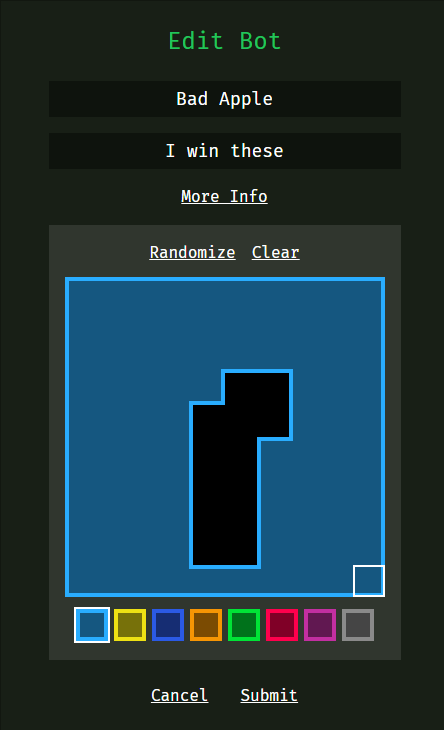 Edit Bot
Bad Apple
I win these
More Info
Randomize Clear
Cancel Submit